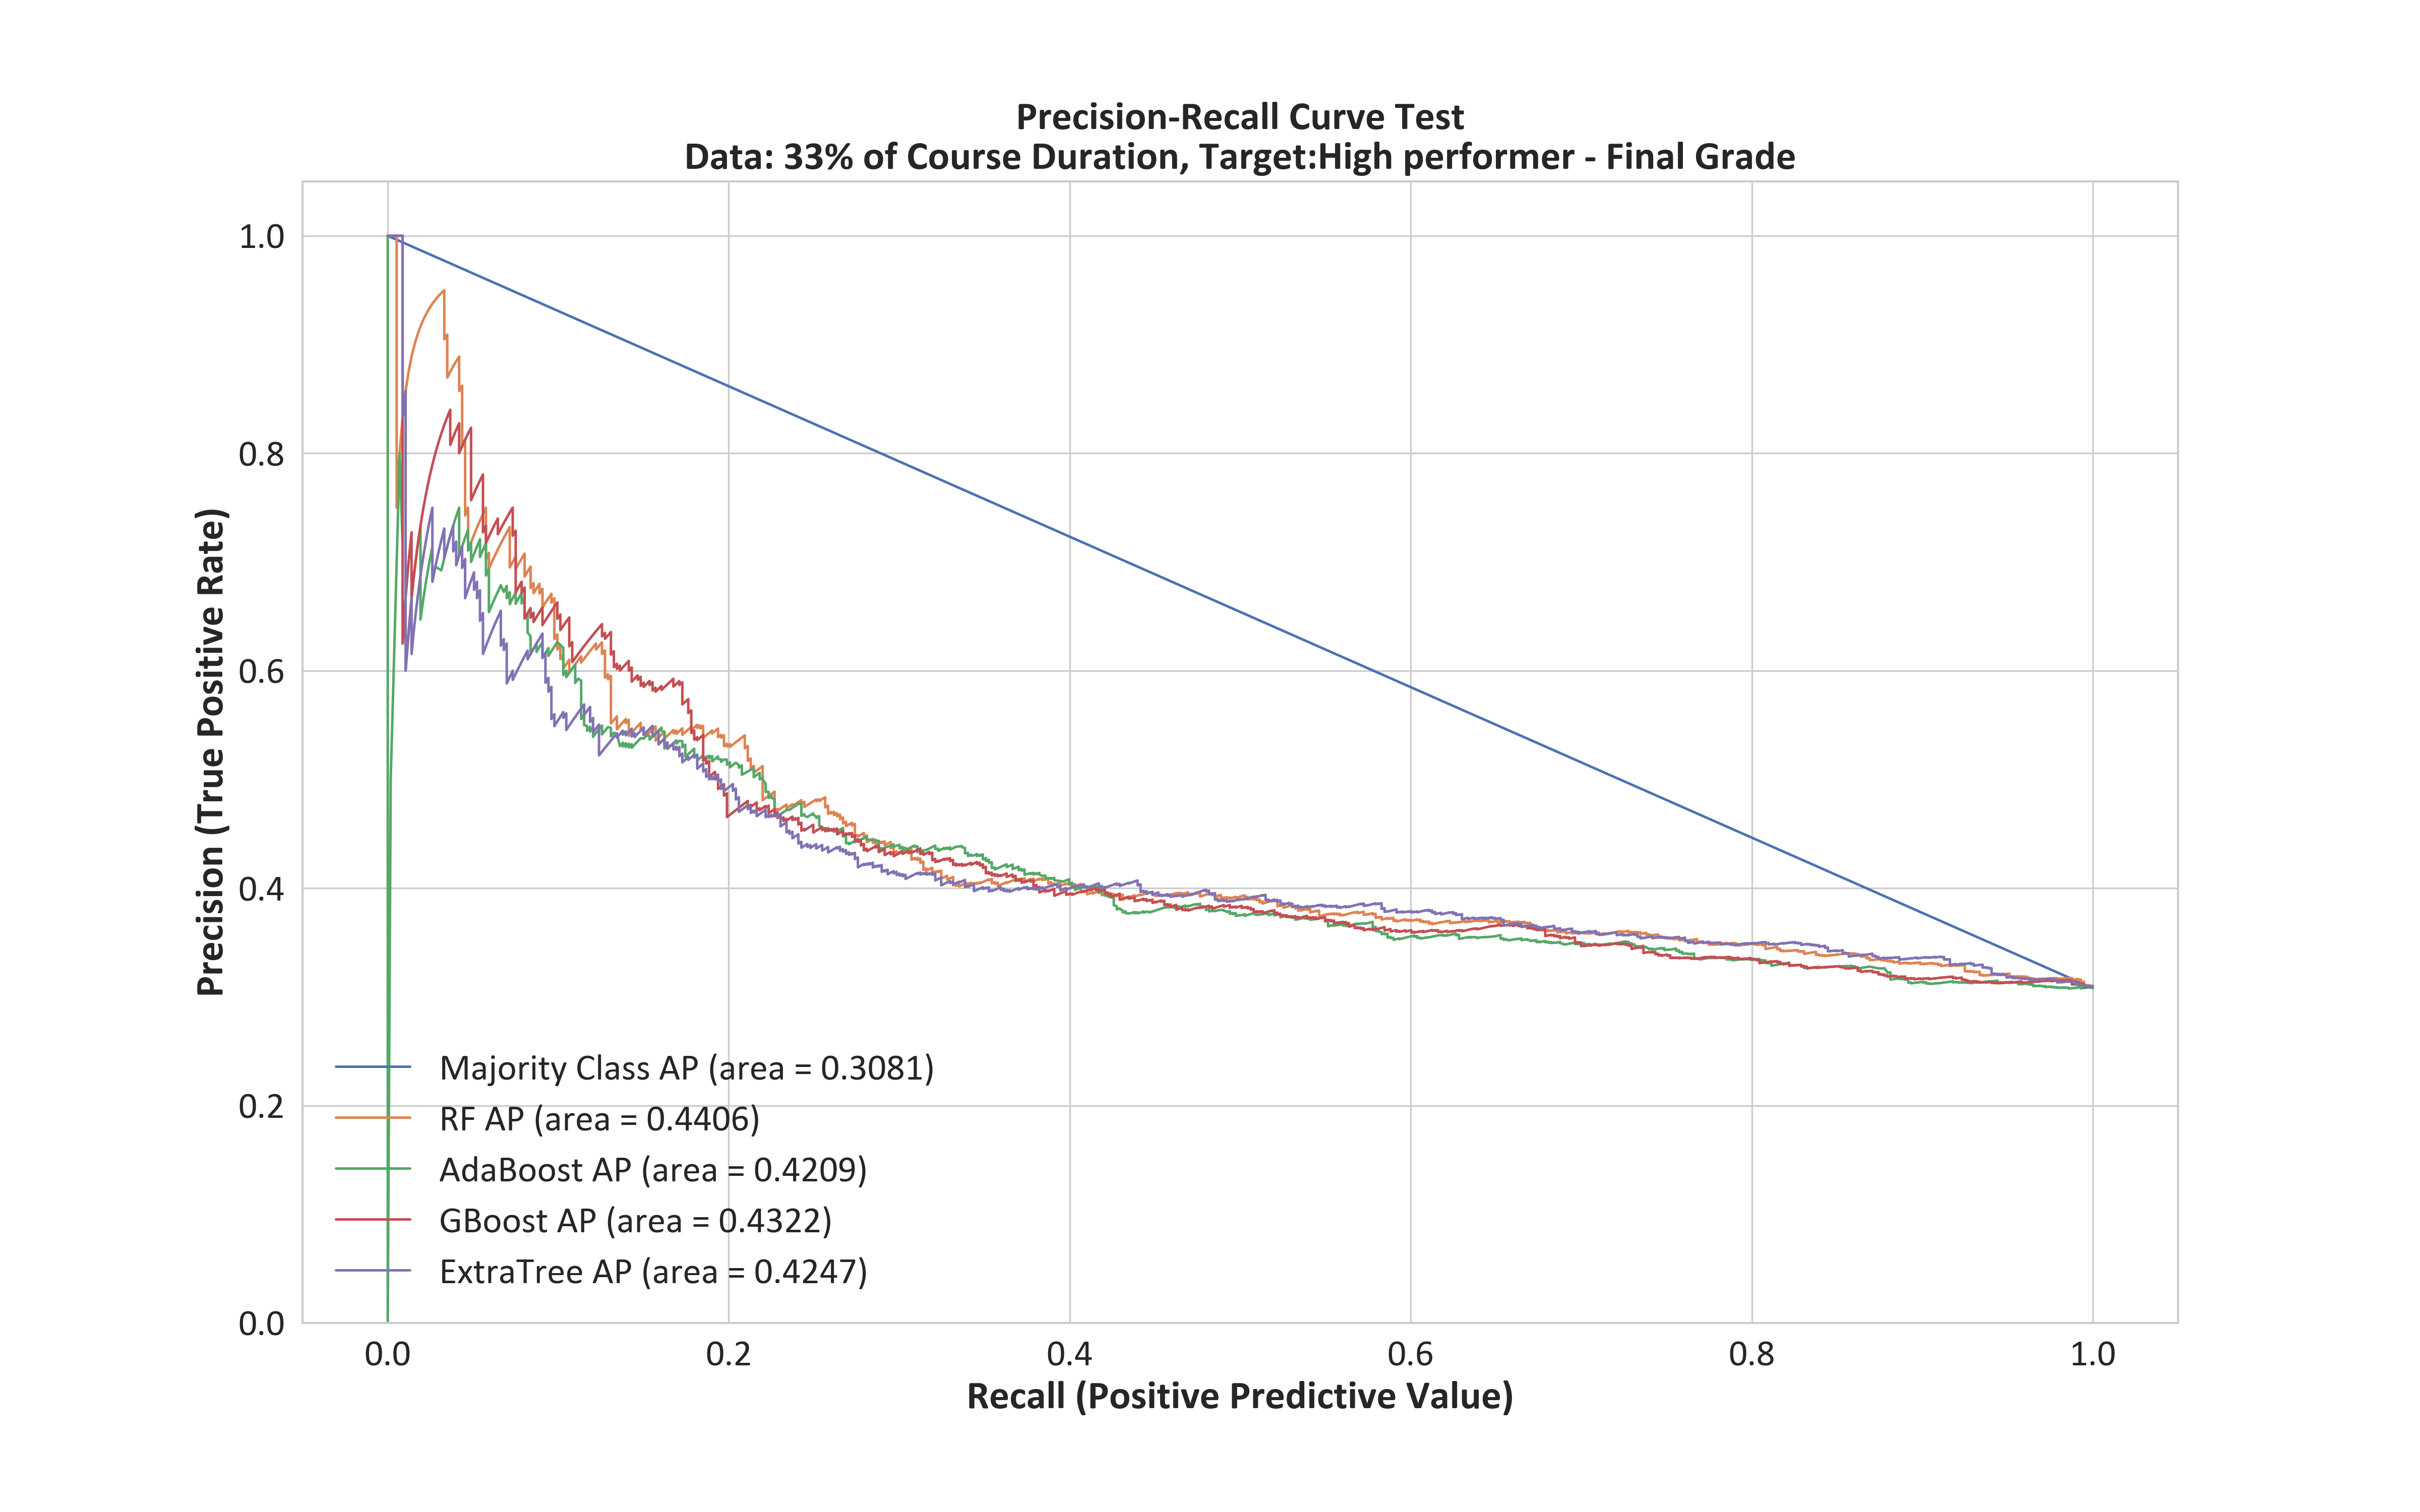 Precision-Recall Curve Test
Data: 33% of Course Duration, Target:High performer - Final Grade
Precision (True Positive Rate)
1.0
0.8
0.6
0.4
0.2
0.0
Majority Class AP (area = 0.3081)
RF AP (area = 0.4406)
AdaBoost AP (area = 0.4209)
GBoost AP (area = 0.4322)
ExtraTree AP (area = 0.4247)
0.0 0.2 0.4 0.6 0.8 1.0
Recall (Positive Predictive Value)